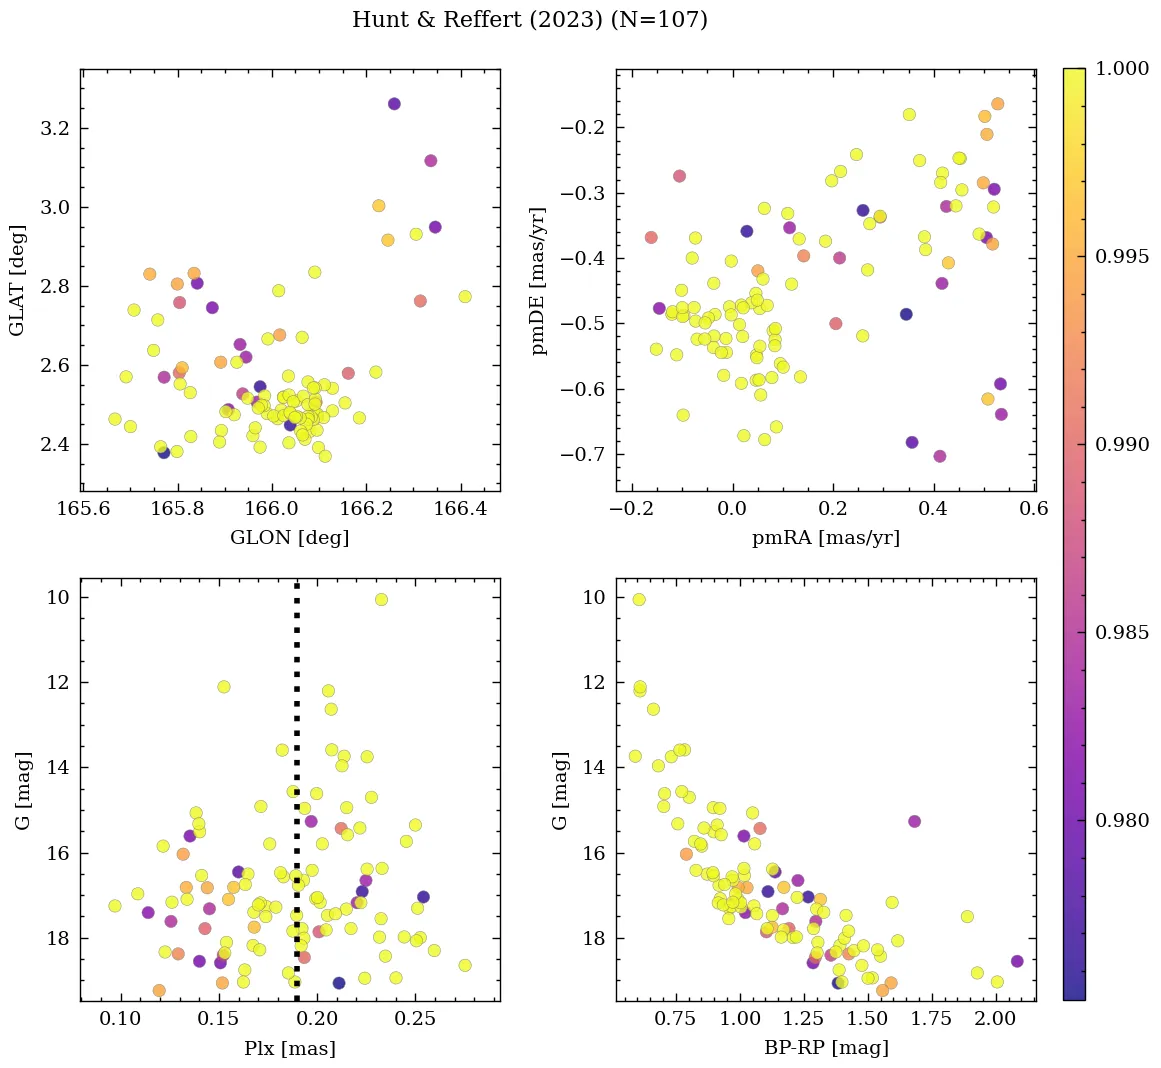 Hunt & Reffert (2023) (N=107)
3.2
3.0
2.8
2.6
2.4
GLAT [deg]
165.6 165.8 166.0 166.2 166.4
GLON [deg]
−0.2
−0.3
−0.4
−0.5
−0.6
−0.7
pmDE [mas/yr]
−0.2 0.0 0.2 0.4 0.6
pmRA [mas/yr]
1.000
0.995
0.990
0.985
0.980
10
12
14
16
18
G [mag]
0.10 0.15 0.20 0.25
Plx [mas]
10
12
14
16
18
G [mag]
0.75 1.00 1.25 1.50 1.75 2.00
BP-RP [mag]